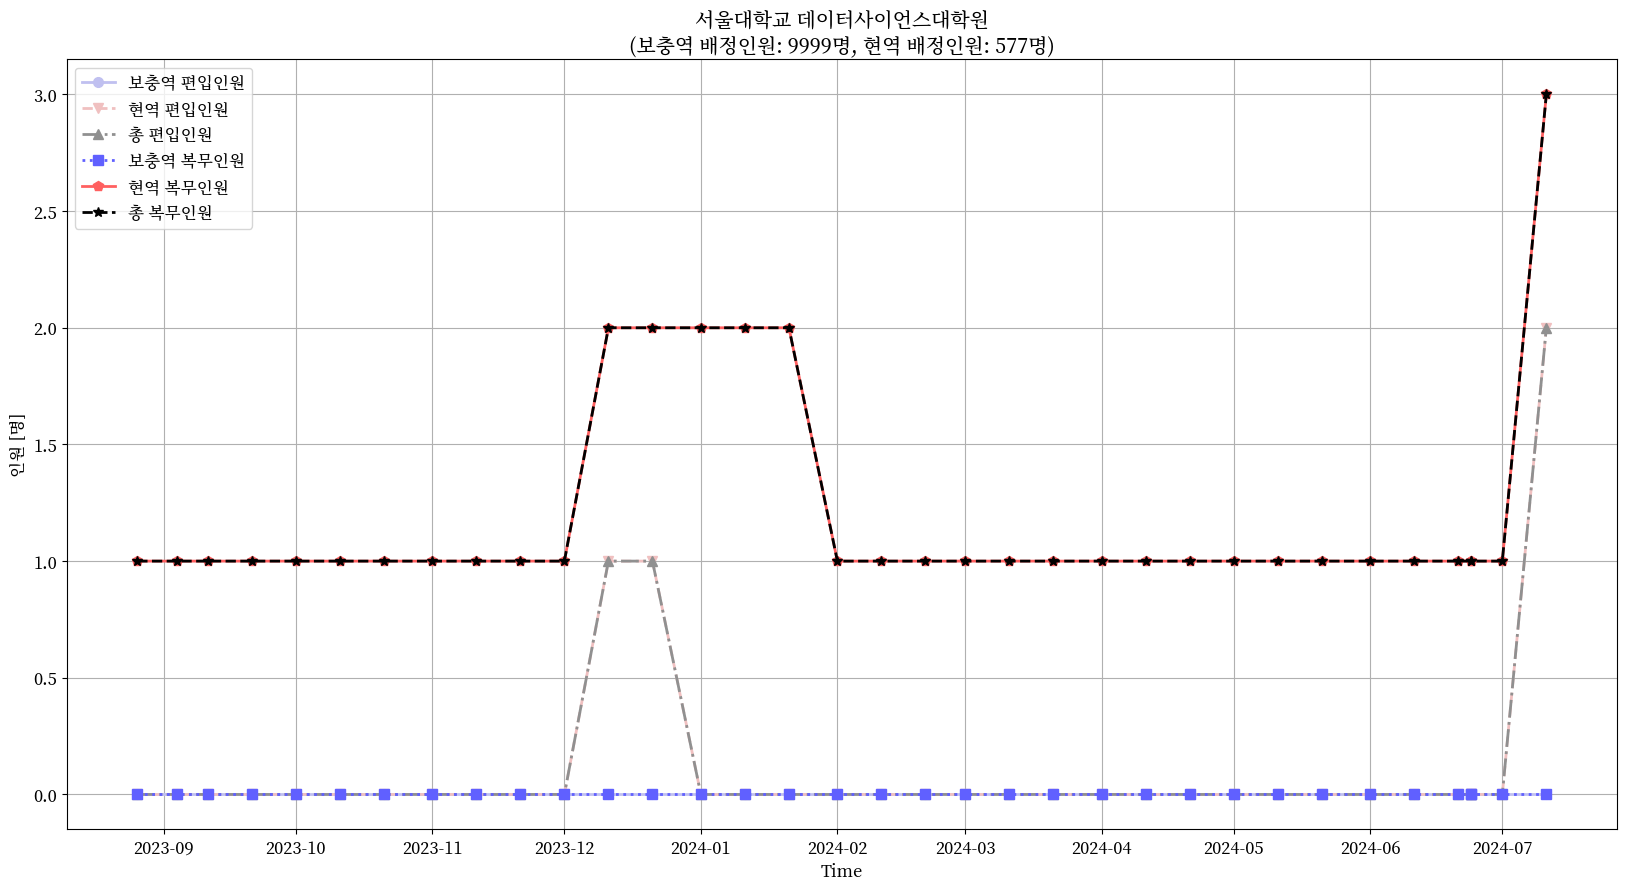 서울대학교 데이터사이언스대학원
(보충역 배정인원: 9999명, 현역 배정인원: 577명)
보충역 편입인원
현역 편입인원
총 편입인원
보충역 복무인원
현역 복무인원
총 복무인원
3.0
2.5
2.0
1.5
1.0
0.5
0.0
인원 [명]
2023-09 2023-10 2023-11 2023-12 2024-01 2024-02 2024-03 2024-04 2024-05 2024-06 2024-07
Time